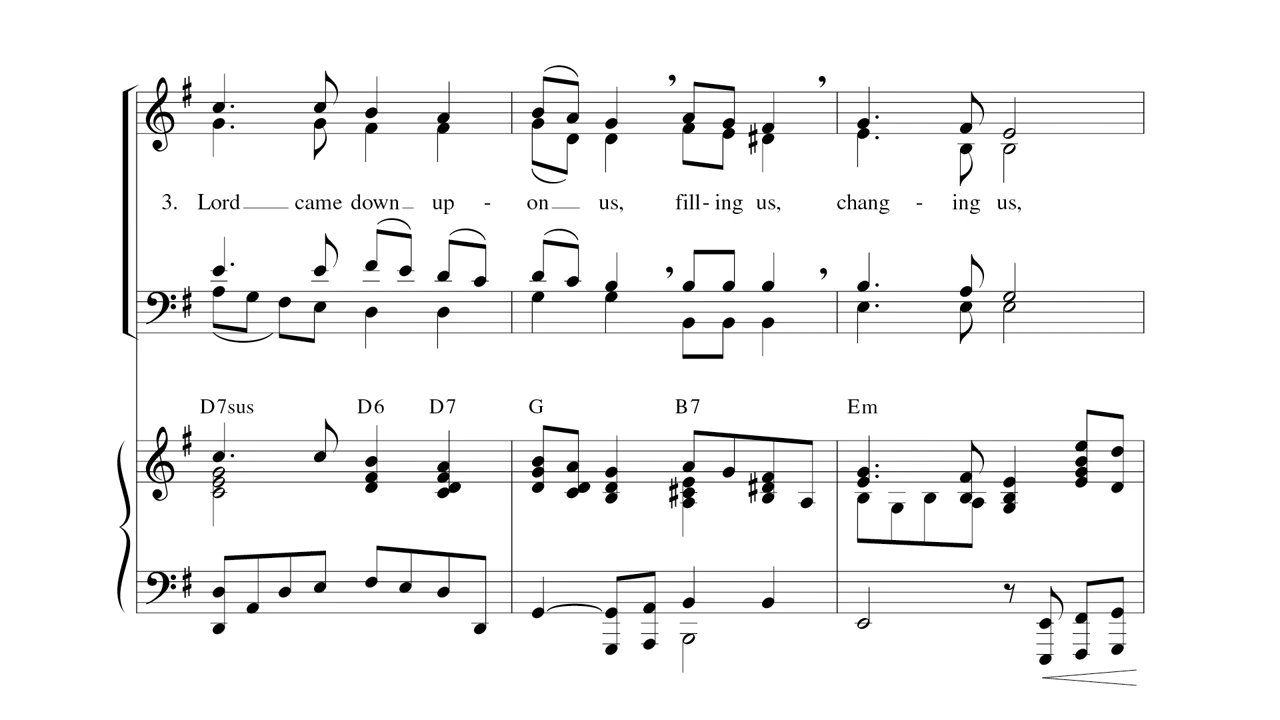 3. Lord came down up - on us, fill- ing us, chang - ing us,
D7sus D6 D7 G B7 Em